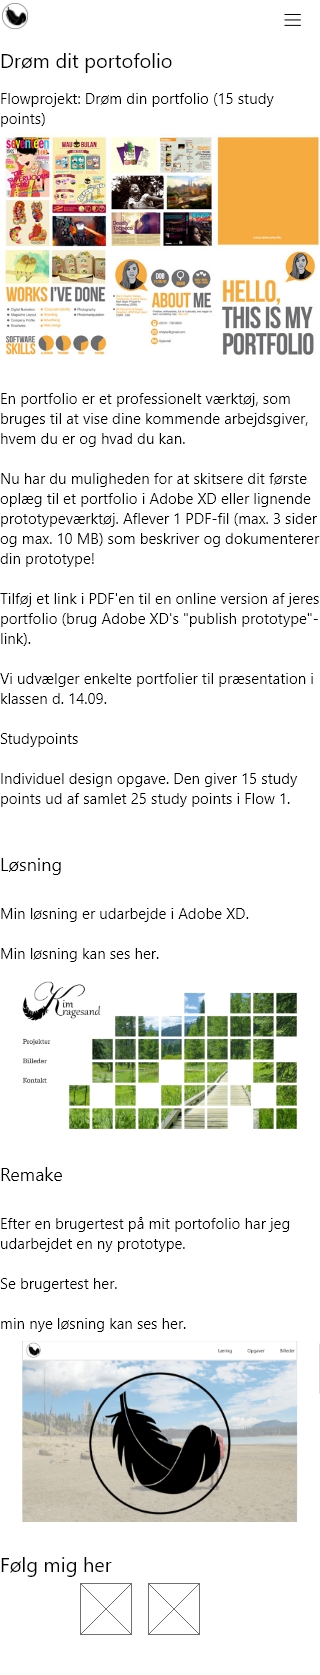 Drøm dit portofolio
Flowprojekt: Drøm din portfolio (15 study
points)
seventeen
WAU BULAN
WORKS I'VE DONE
SOFTWARE
SKILLS
ABOUT ME
HELLO,
THIS IS MY
PORTFOLIO
En portfolio er et professionelt værktøj, som
bruges til at vise dine kommende arbejdsgiver,
hvem du er og hvad du kan.
Nu har du muligheden for at skitsere dit første
oplæg til et portfolio i Adobe XD eller lignende
prototypeværktøj. Aflever 1 PDF-fil (max. 3 sider
og max. 10 MB) som beskriver og dokumenterer
din prototype!
Tilføj et link i PDF'en til en online version af jeres
portfolio (brug Adobe XD's "publish prototype"-
link).
Vi udvælger enkelte portfolier til præsentation i
klassen d. 14.09.
Studypoints
Individuel design opgave. Den giver 15 study
points ud af samlet 25 study points i Flow 1.
Løsning
Min løsning er udarbejde i Adobe XD.
Min løsning kan ses her.
Kim
Kragesand
Projekter
Billeder
Kontakt
Remake
Efter en brugertest på mit portofolio har jeg
udarbejdet en ny prototype.
Se brugertest her.
min nye løsning kan ses her.
Læring Opgaver Billeder
Følg mig her